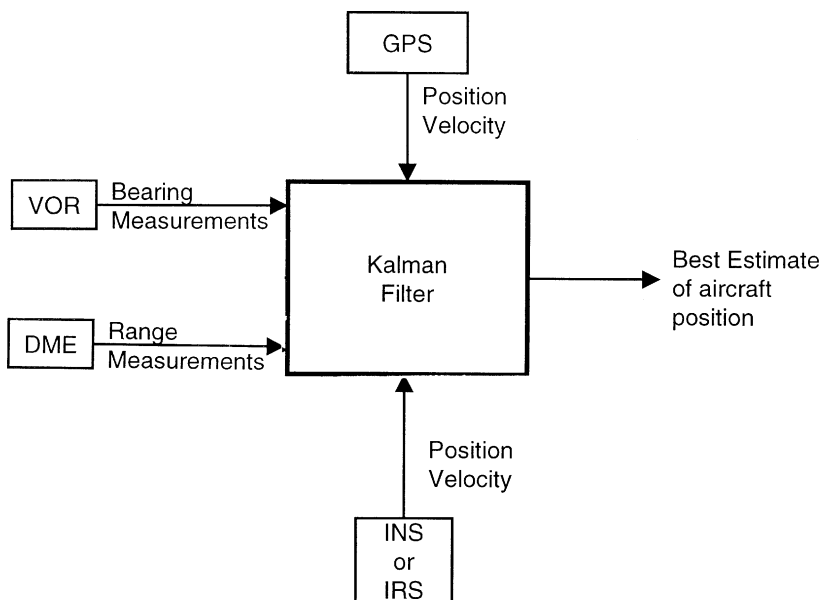 GPS
Position
Velocity
VOR
Bearing
Measurements
Kalman
Filter
Best Estimate
of aircraft
position
DME
Range
Measurements
Position
Velocity
INS
or
IRS